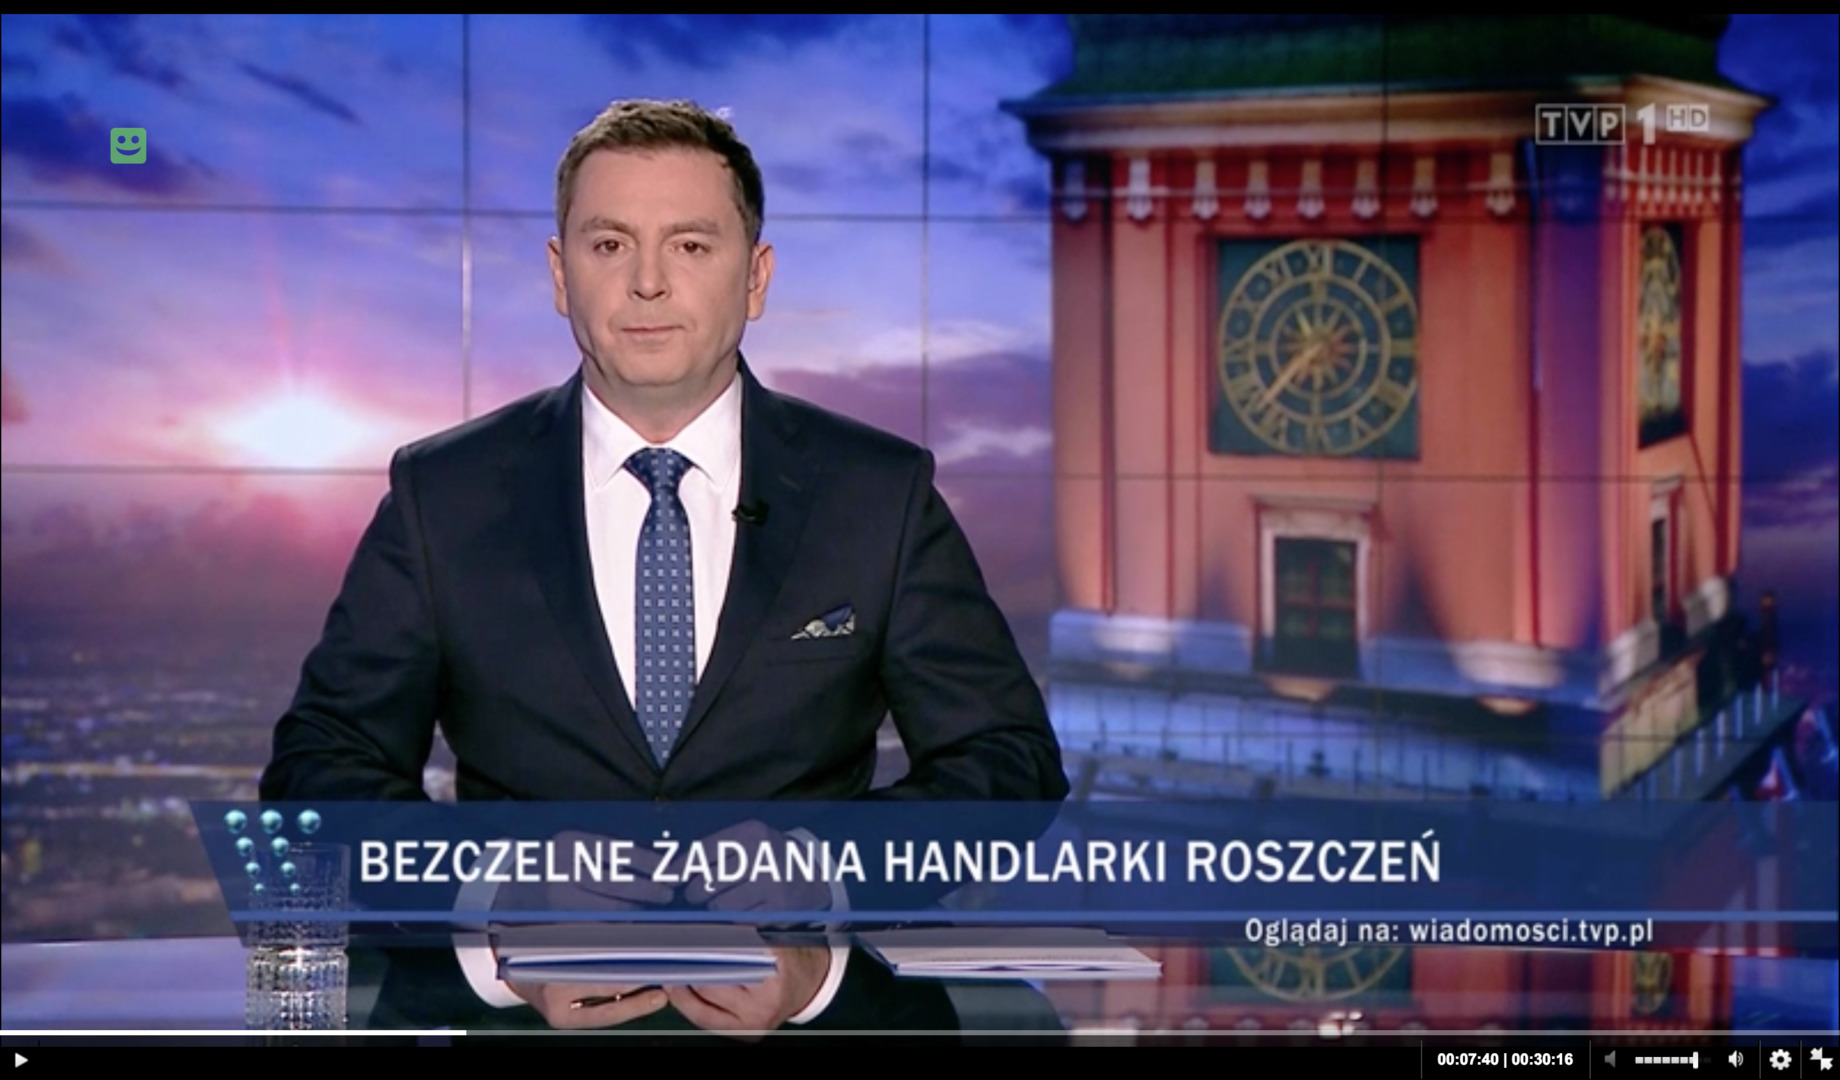 TVP 1 HD
BEZCZELNE ŻĄDANIA HANDLARKI ROSZCZEŃ
Oglądaj na: wiadomosci.tvp.pl
00:07:40 | 00:30:16